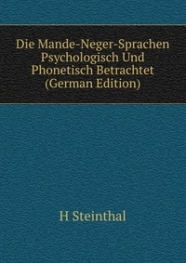 Die Mande-Neger-Sprachen
Psychologisch Und
Phonetisch Betrachtet
(German Edition)
H Steinthal